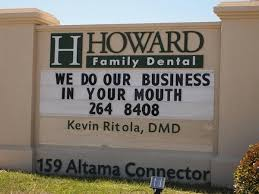 H HOWARD
Family Dental
WE DO OUR BUSINESS
IN YOUR MOUTH
264 8408
Kevin Ritola, DMD
159 Altama Connector